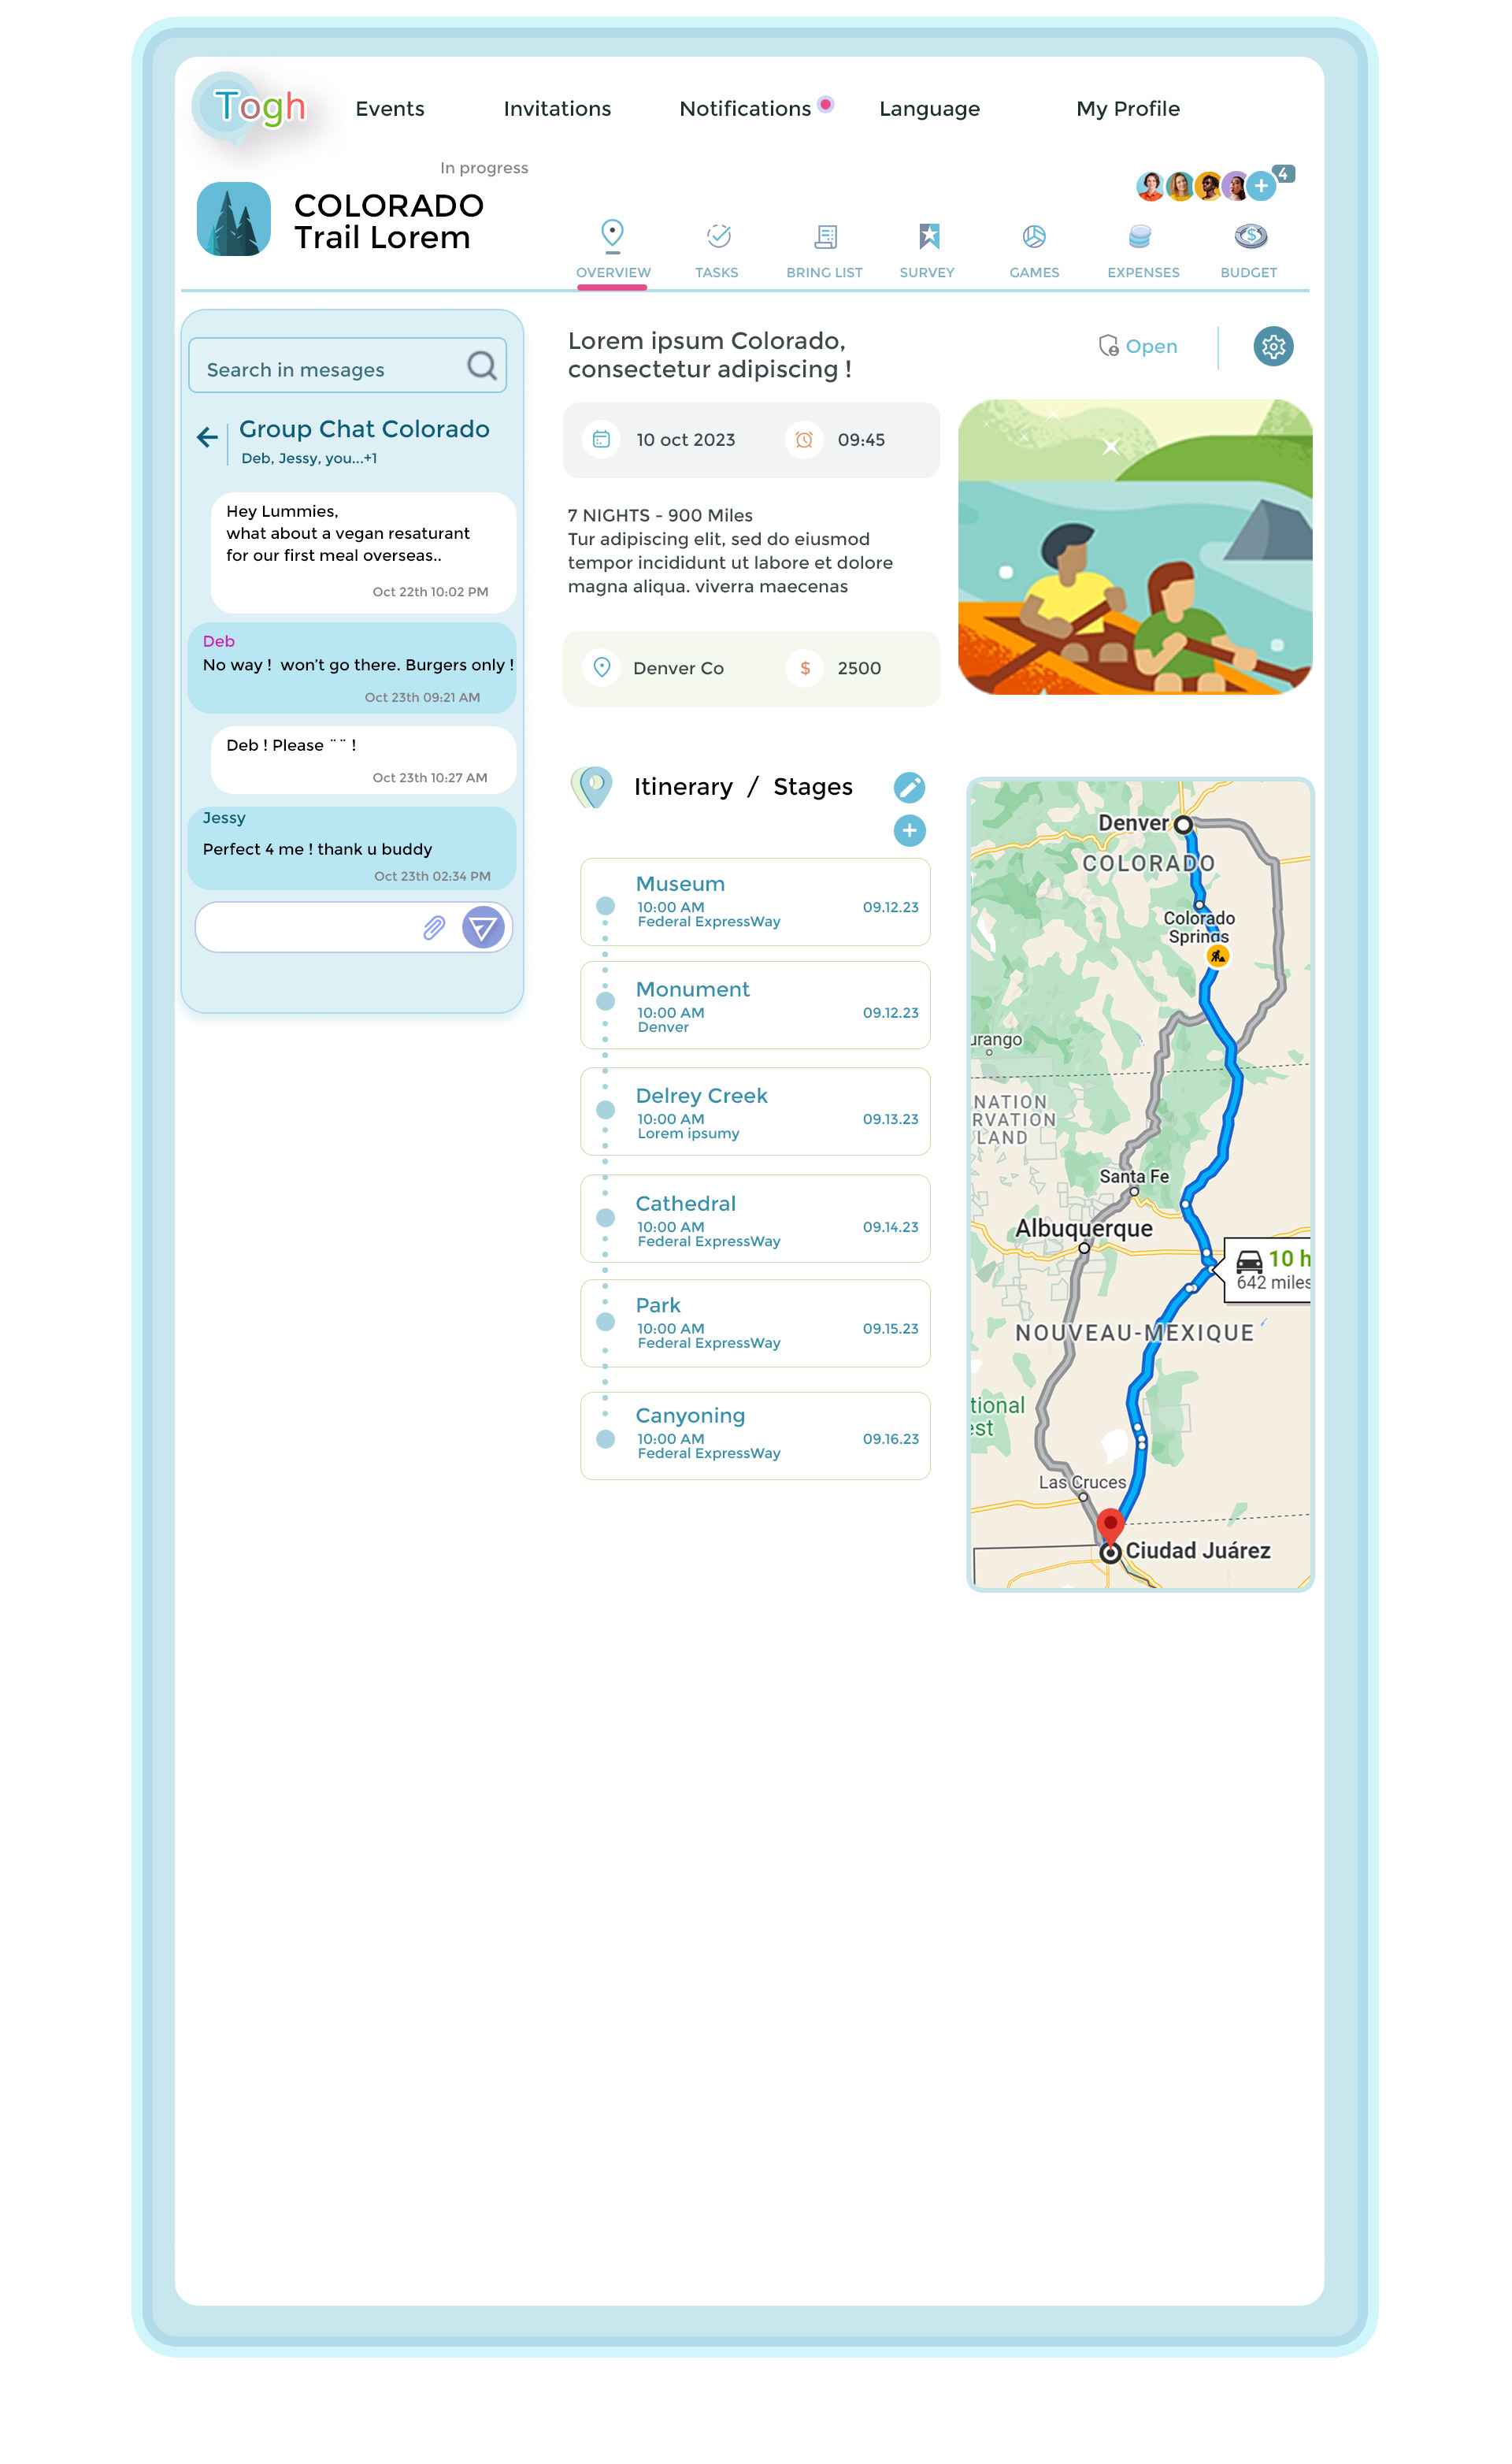 Togh
Events
Invitations
Notifications
Language
My Profile
In progress
COLORADO
Trail Lorem
4
OVERVIEW
TASKS
BRING LIST
SURVEY
GAMES
EXPENSES
BUDGET
Search in mesages
Group Chat Colorado
Deb, Jessy, you...+1
Hey Lummies,
what about a vegan resaturant
for our first meal overseas..
Oct 22th 10:02 PM
Deb
No way ! won't go there. Burgers only !
Oct 23th 09:21 AM
Deb ! Please ¨¨ !
Oct 23th 10:27 AM
Jessy
Perfect 4 me ! thank u buddy
Oct 23th 02:34 PM
Lorem ipsum Colorado,
consectetur adipiscing !
Open
10 oct 2023
09:45
7 NIGHTS - 900 Miles
Tur adipiscing elit, sed do eiusmod
tempor incididunt ut labore et dolore
magna aliqua. viverra maecenas
Denver Co
$ 2500
Itinerary / Stages
Museum
10:00 AM
Federal ExpressWay
09.12.23
Monument
10:00 AM
Denver
09.12.23
Delrey Creek
10:00 AM
Lorem ipsumy
09.13.23
Cathedral
10:00 AM
Federal ExpressWay
09.14.23
Park
10:00 AM
Federal ExpressWay
09.15.23
Canyoning
10:00 AM
Federal ExpressWay
09.16.23
Denver
COLORADO
Colorado
Springs
urango
NATION
RVATION
LAND
Santa Fe
Albuquerque
10 h
642 miles
NOUVEAU-MEXIQUE
tional
est
Las Cruces
Ciudad Juárez